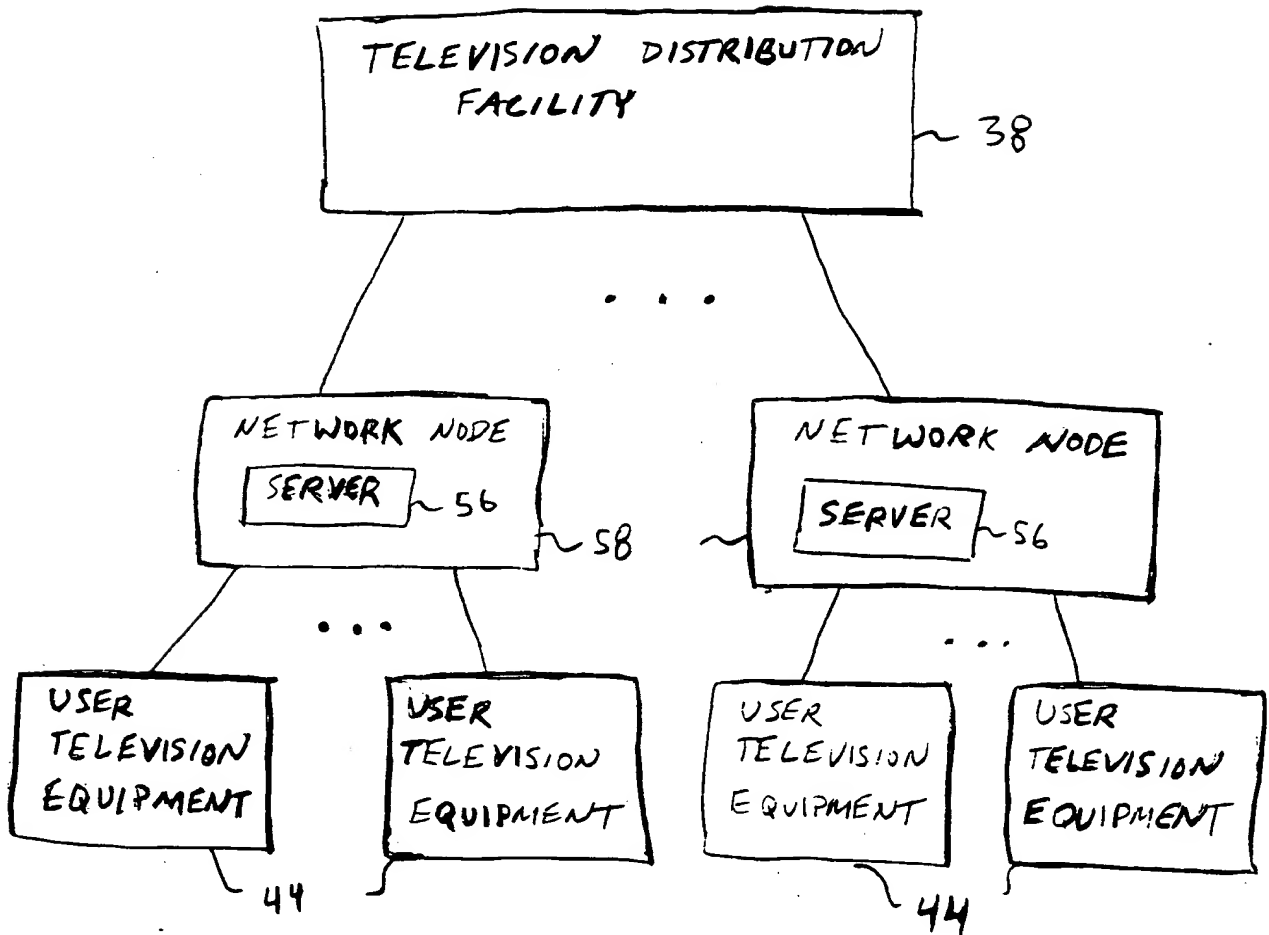 TELEVISION DISTRIBUTION
FACILITY
38
NETWORK NODE
SERVER
56
58
NETWORK NODE
SERVER
56
USER
TELEVISION
EQUIPMENT
USER
TELEVISION
EQUIPMENT
44
USER
TELEVISION
EQUIPMENT
USER
TELEVISION
EQUIPMENT
44